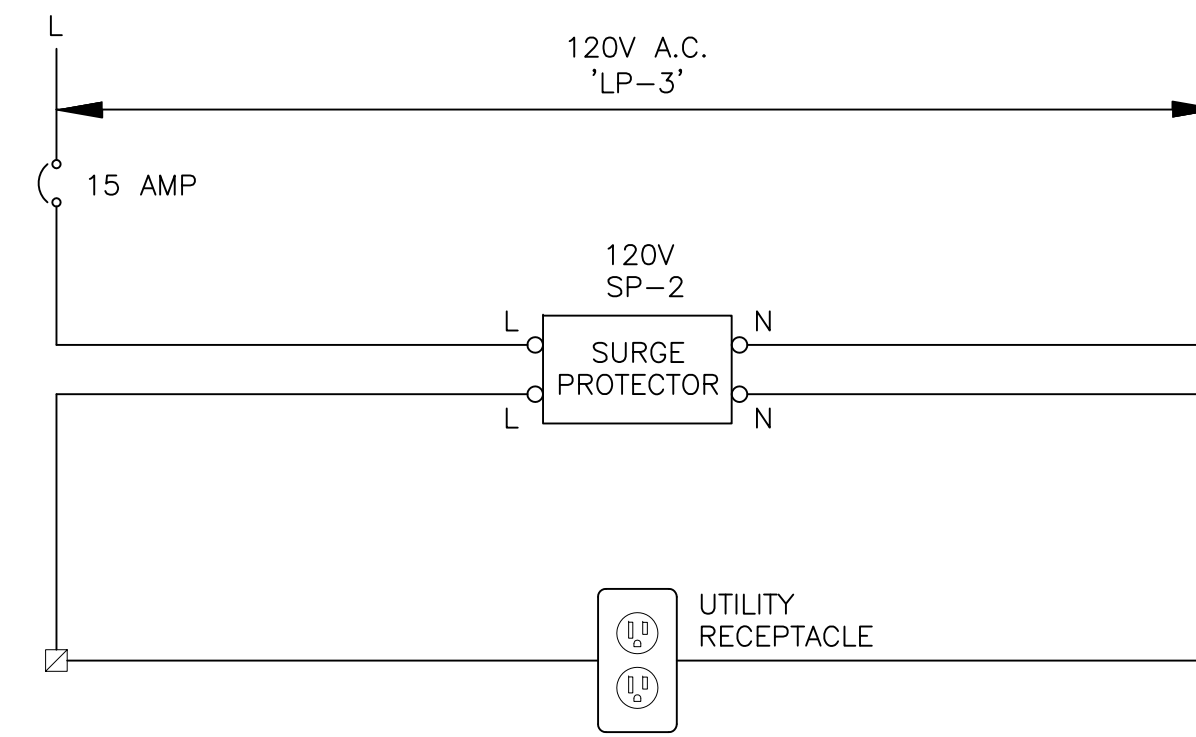 L
120V A.C.
'LP-3'
15 AMP
120V
SP-2
L
N
SURGE
PROTECTOR
L
N
UTILITY
RECEPTACLE